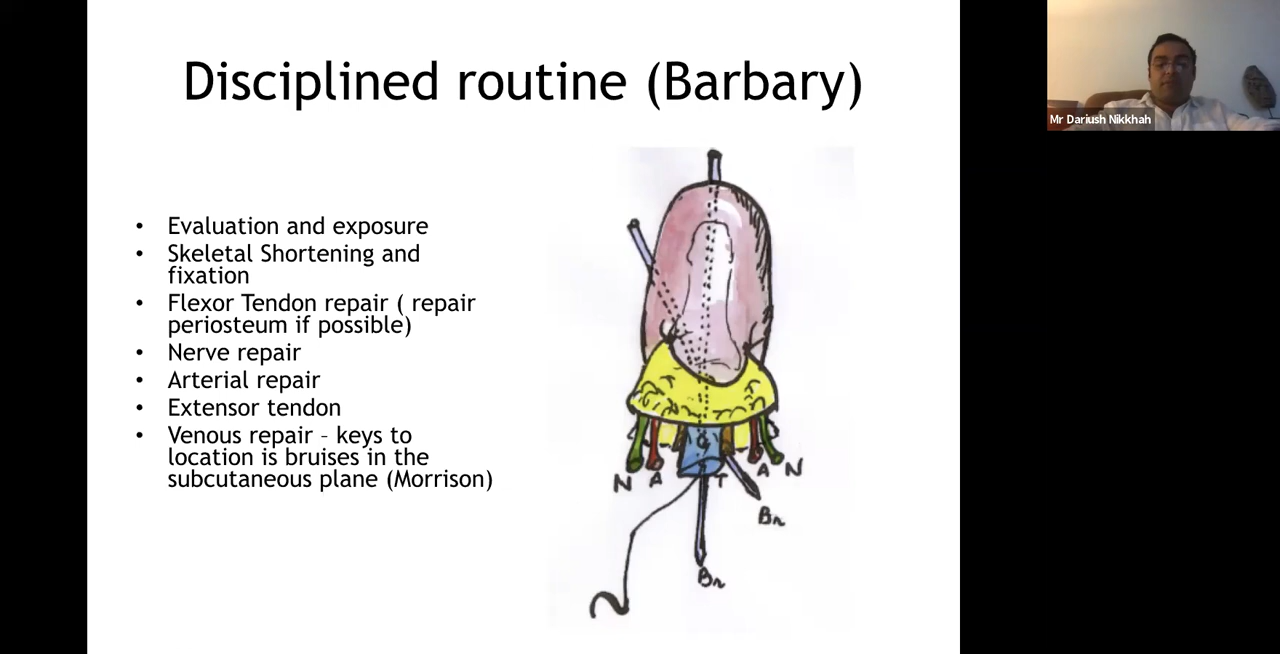 Disciplined routine (Barbary)
Mr Dariush Nikkhah
• Evaluation and exposure
• Skeletal Shortening and
fixation
• Flexor Tendon repair ( repair
periosteum if possible)
• Nerve repair
• Arterial repair
• Extensor tendon
• Venous repair – keys to
location is bruises in the
subcutaneous plane (Morrison)
N A T A N
Bn
Bn